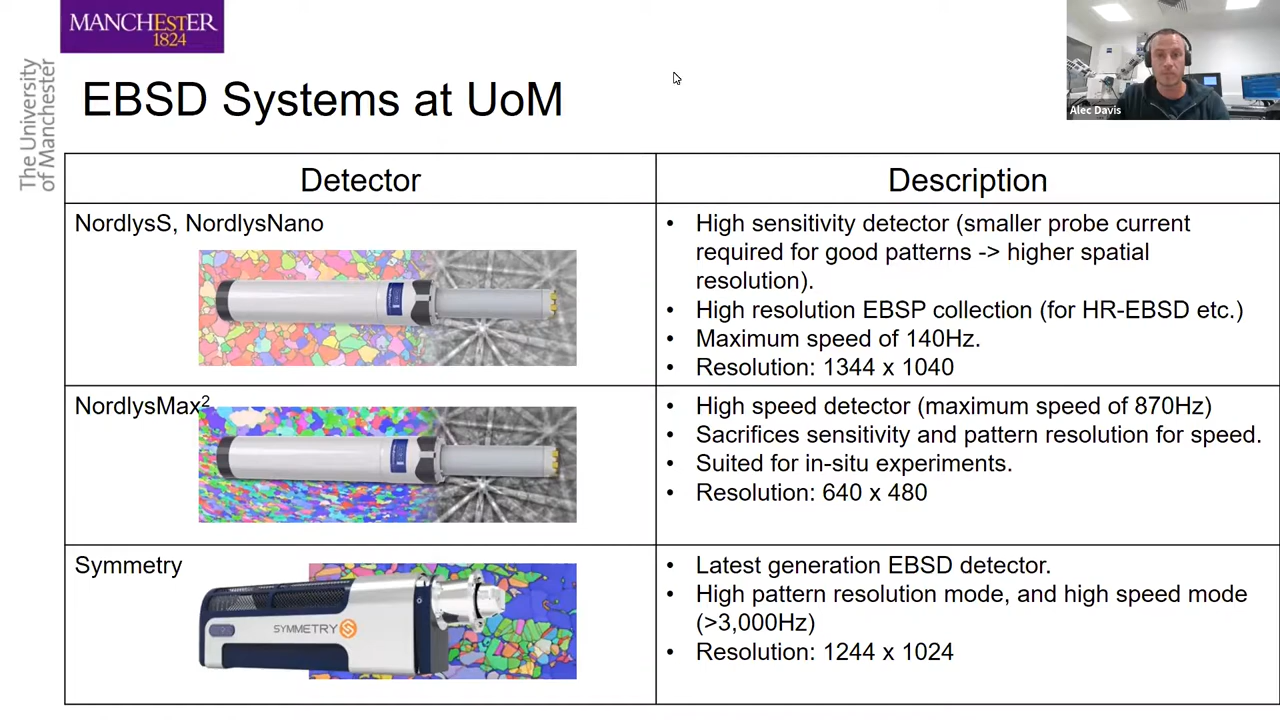 MANCHESTER
1824
The University
of Manchester
EBSD Systems at UoM
Alec Davis
Detector
Description
NordlysS, NordlysNano
• High sensitivity detector (smaller probe current
required for good patterns -> higher spatial
resolution).
• High resolution EBSP collection (for HR-EBSD etc.)
• Maximum speed of 140Hz.
• Resolution: 1344 x 1040
NordlysMax²
• High speed detector (maximum speed of 870Hz)
• Sacrifices sensitivity and pattern resolution for speed.
• Suited for in-situ experiments.
• Resolution: 640 x 480
Symmetry
SYMMETRY
• Latest generation EBSD detector.
• High pattern resolution mode, and high speed mode
(>3,000Hz)
• Resolution: 1244 x 1024